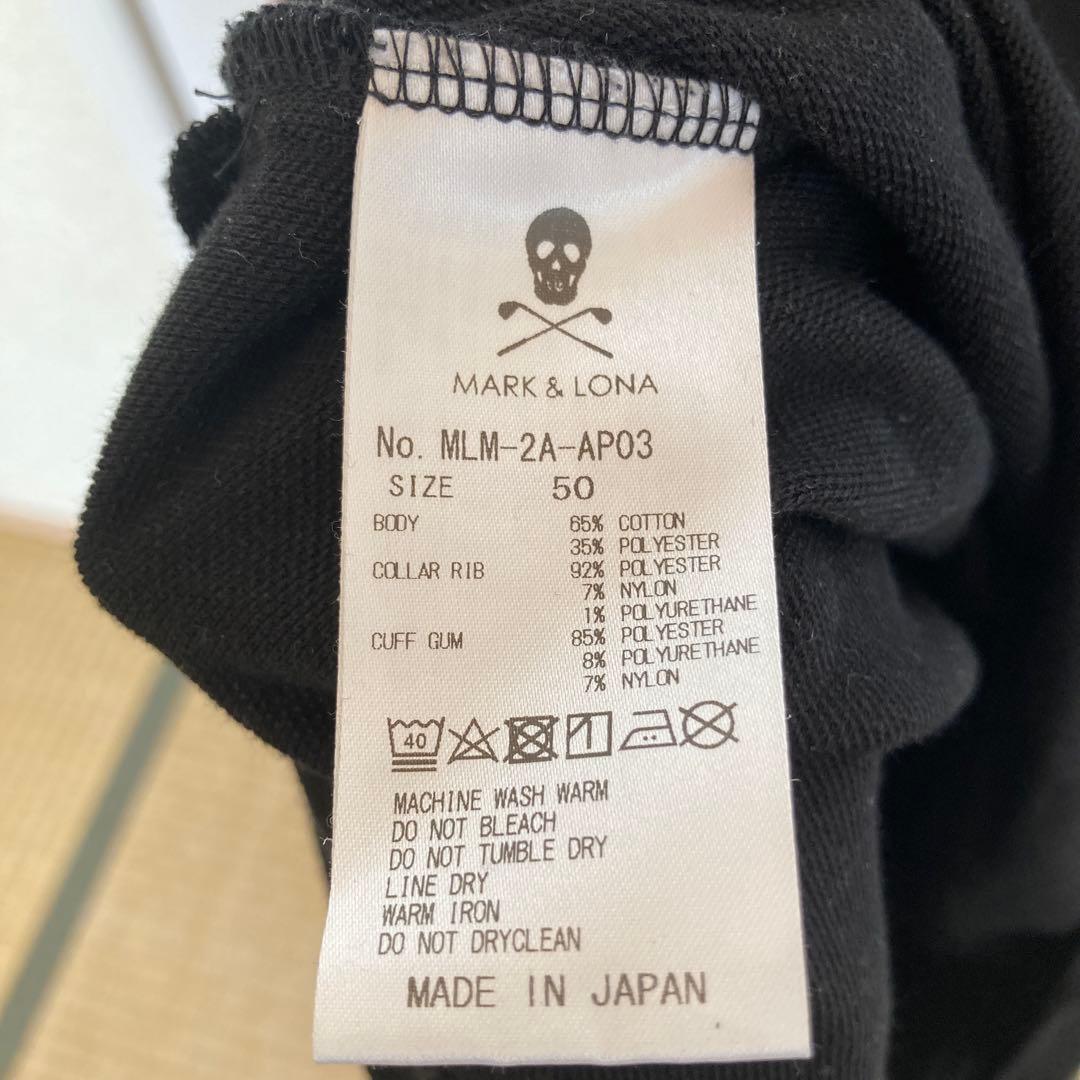 MARK & LONA
No. MLM-2A-AP03
SIZE 50
BODY 65% COTTON
35% POLYESTER
COLLAR RIB 92% POLYESTER
7% NYLON
1% POLYURETHANE
CUFF GUM 85% POLYESTER
8% POLYURETHANE
7% NYLON
40
MACHINE WASH WARM
DO NOT BLEACH
DO NOT TUMBLE DRY
LINE DRY
WARM IRON
DO NOT DRYCLEAN
MADE IN JAPAN